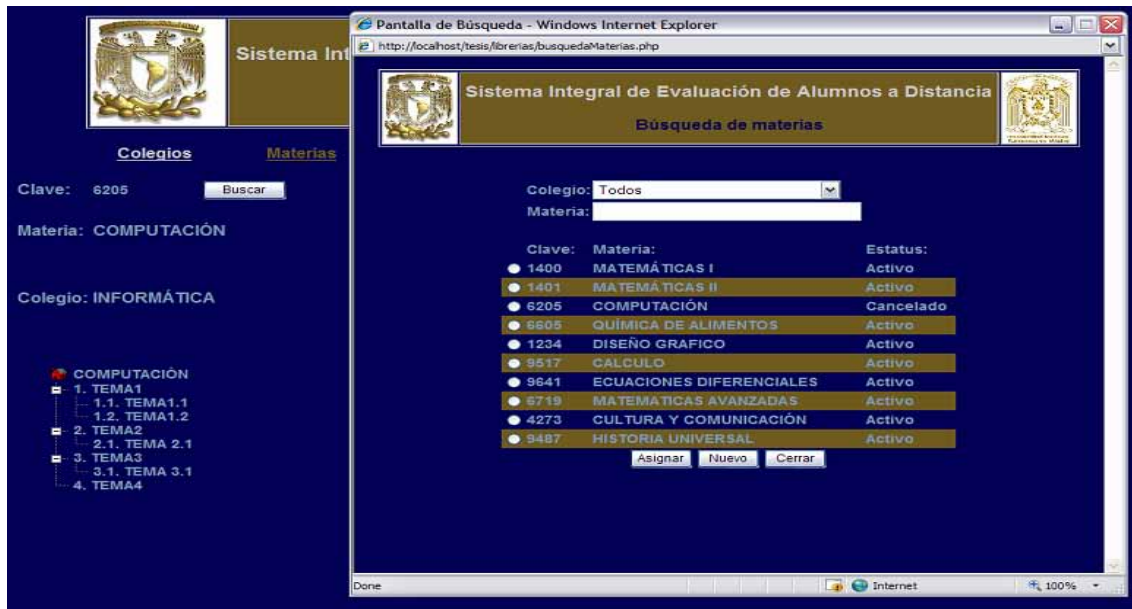 Sistema Int
Colegios Materias
Clave: 6205 Buscar
Materia: COMPUTACIÓN
Colegio: INFORMÁTICA
COMPUTACIÓN
1. TEMA1
1.1. TEMA1.1
1.2. TEMA1.2
2. TEMA2
2.1. TEMA 2.1
3. TEMA3
3.1. TEMA 3.1
4. TEMA4
Pantalla de Búsqueda - Windows Internet Explorer
http://localhost/tesis/librerias/busquedaMaterias.php
Sistema Integral de Evaluación de Alumnos a Distancia
Búsqueda de materias
Colegio: Todos
Materia:
Clave: Materia: Estatus:
1400 MATEMÁTICAS I Activo
1401 MATEMÁTICAS II Activo
6205 COMPUTACIÓN Cancelado
6605 QUÍMICA DE ALIMENTOS Activo
1234 DISEÑO GRAFICO Activo
9517 CALCULO Activo
9641 ECUACIONES DIFERENCIALES Activo
6719 MATEMATICAS AVANZADAS Activo
4273 CULTURA Y COMUNICACIÓN Activo
9487 HISTORIA UNIVERSAL Activo
Asignar Nuevo Cerrar
Done Internet 100%